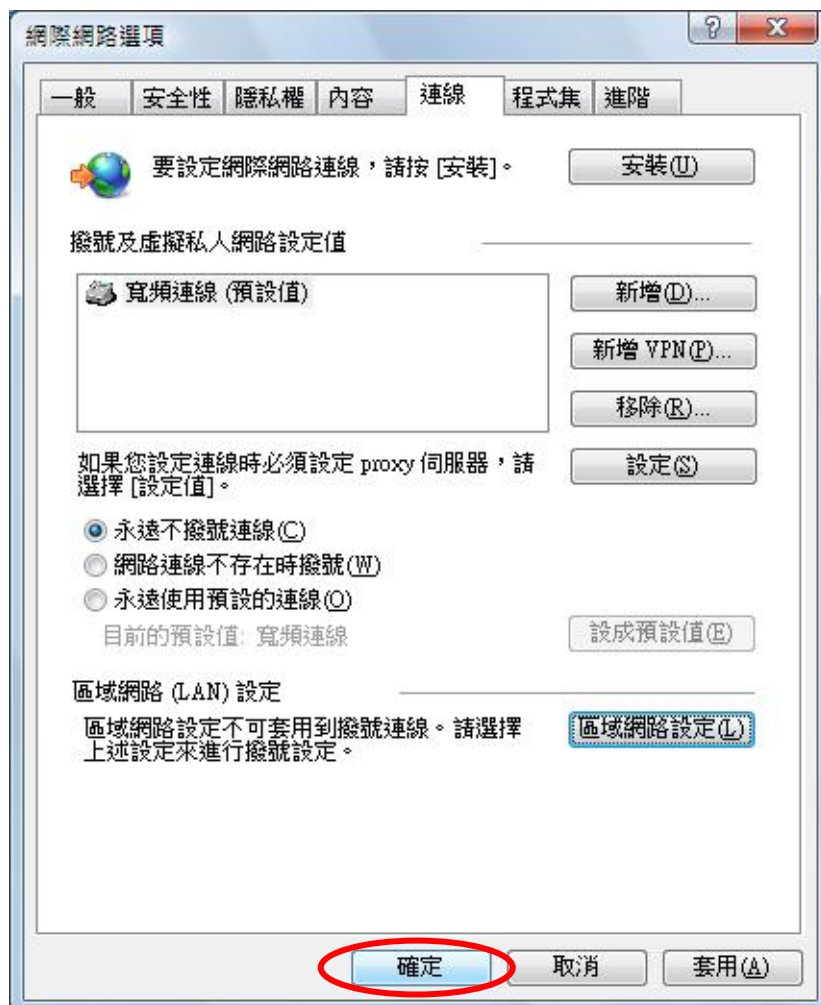 網際網路選項
一般 安全性 隱私權 內容 連線 程式集 進階
要設定網際網路連線，請按 [安裝]。 安裝(U)
撥號及虛擬私人網路設定值
寬頻連線 (預設值)
新增(D)...
新增 VPN(P)...
移除(R)...
如果您設定連線時必須設定 proxy 伺服器，請
選擇 [設定值]。
設定(S)
永遠不撥號連線(C)
網路連線不存在時撥號(W)
永遠使用預設的連線(O)
目前的預設值: 寬頻連線 設成預設值(E)
區域網路 (LAN) 設定
區域網路設定不可套用到撥號連線。請選擇
上述設定來進行撥號設定。
區域網路設定(L)
確定 取消 套用(A)